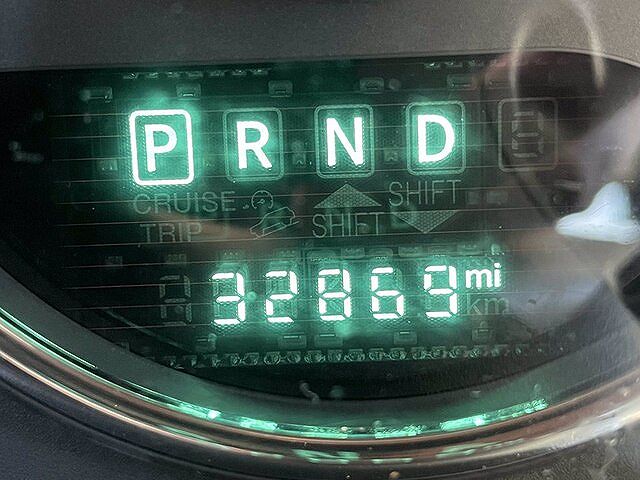 P R N D
CRUISE
SHIFT
TRIP
SHIFT
32869 mi
km